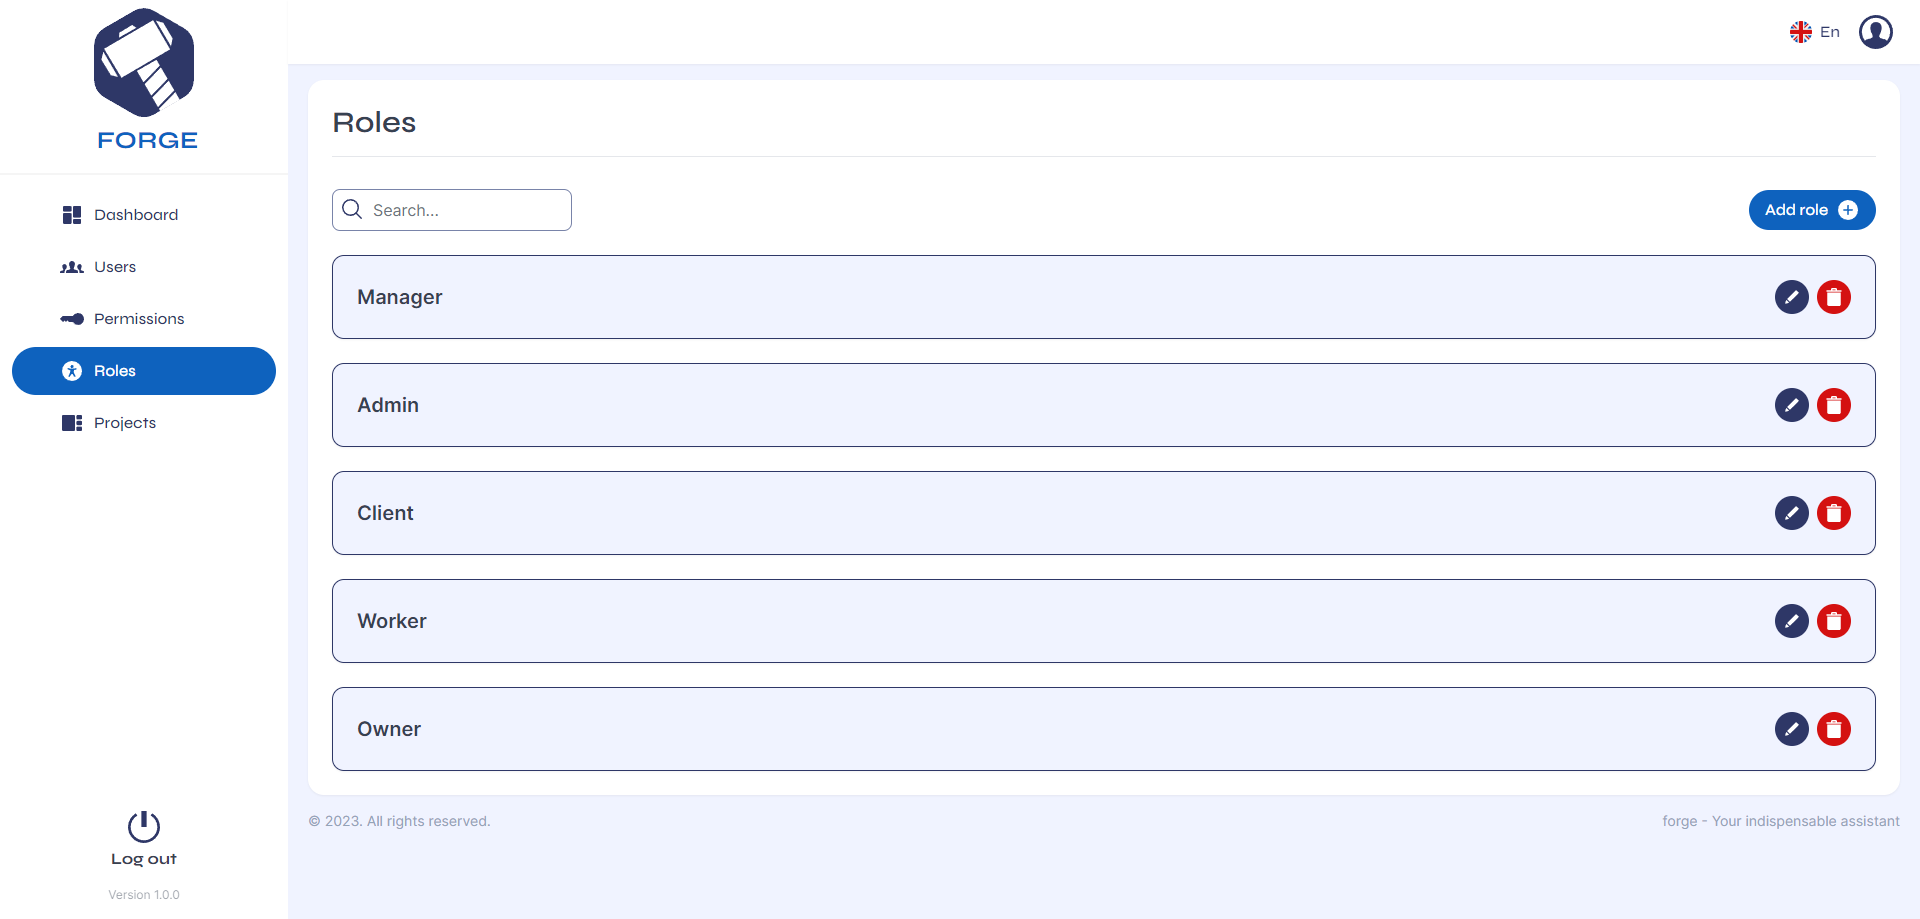 FORGE
Dashboard
Users
Permissions
Roles
Projects
Log out
Version 1.0.0
En
Roles
Search...
Add role
Manager
Admin
Client
Worker
Owner
© 2023. All rights reserved.
forge - Your indispensable assistant